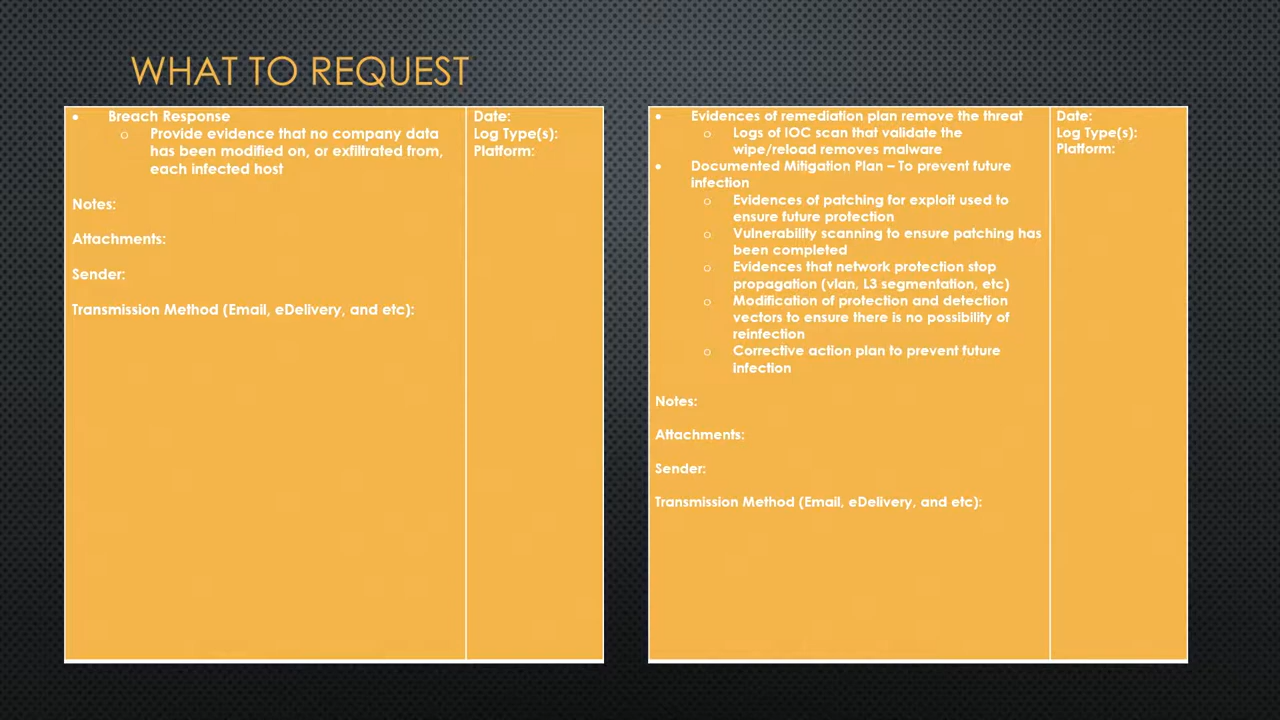 WHAT TO REQUEST
• Breach Response
o Provide evidence that no company data
has been modified on, or exfiltrated from,
each infected host
Notes:
Attachments:
Sender:
Transmission Method (Email, eDelivery, and etc):
Date:
Log Type(s):
Platform:
• Evidences of remediation plan remove the threat
o Logs of IOC scan that validate the
wipe/reload removes malware
• Documented Mitigation Plan – To prevent future
infection
o Evidences of patching for exploit used to
ensure future protection
o Vulnerability scanning to ensure patching has
been completed
o Evidences that network protection stop
propagation (vlan, L3 segmentation, etc)
o Modification of protection and detection
vectors to ensure there is no possibility of
reinfection
o Corrective action plan to prevent future
infection
Notes:
Attachments:
Sender:
Transmission Method (Email, eDelivery, and etc):
Date:
Log Type(s):
Platform: